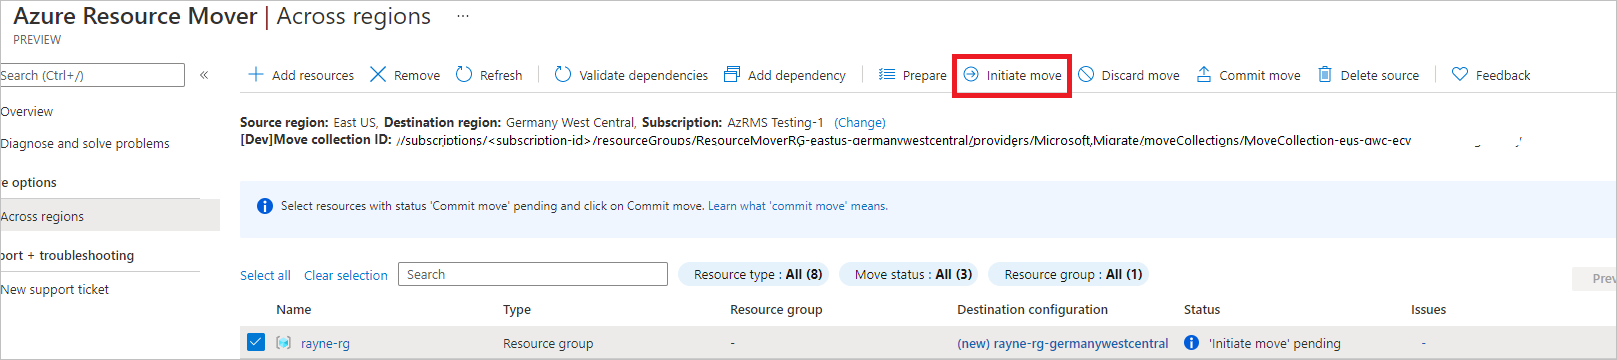 Azure Resource Mover | Across regions ...
PREVIEW
Search (Ctrl+/) «
Add resources Remove Refresh Validate dependencies Add dependency Prepare Initiate move Discard move Commit move Delete source Feedback
Overview
Diagnose and solve problems
e options
Across regions
port + troubleshooting
New support ticket
Source region: East US, Destination region: Germany West Central, Subscription: AzRMS Testing-1 (Change)
[Dev]Move collection ID: //subscriptions/<subscription-id>/resourceGroups/ResourceMoverRG-eastus-germanywestcentral/providers/Microsoft.Migrate/moveCollections/MoveCollection-eus-gwc-ecy
Select resources with status 'Commit move' pending and click on Commit move. Learn what 'commit move' means.
Select all Clear selection Search Resource type : All (8) Move status : All (3) Resource group : All (1) Prev
Name Type Resource group Destination configuration Status Issues
rayne-rg Resource group - (new) rayne-rg-germanywestcentral 'Initiate move' pending -